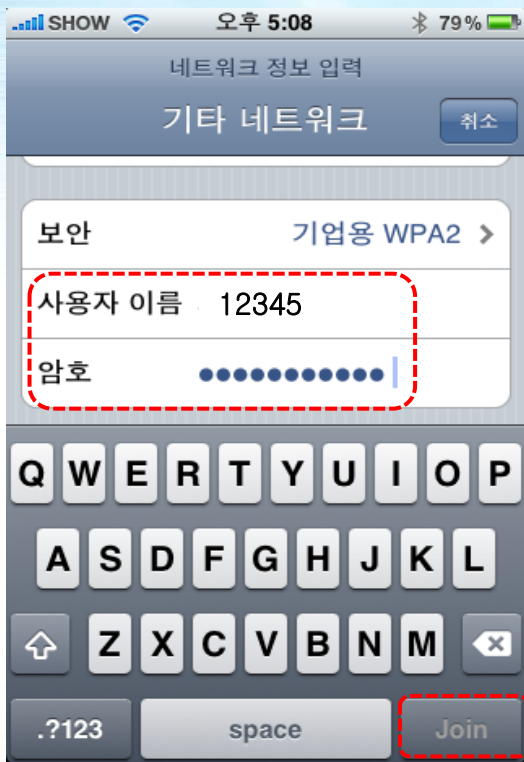 SHOW 오후 5:08 79%
네트워크 정보 입력
기타 네트워크 취소
보안 기업용 WPA2
사용자 이름 12345
암호 ●●●●●●●●●●●
Q W E R T Y U I O P
A S D F G H J K L
Z X C V B N M
.?123 space Join